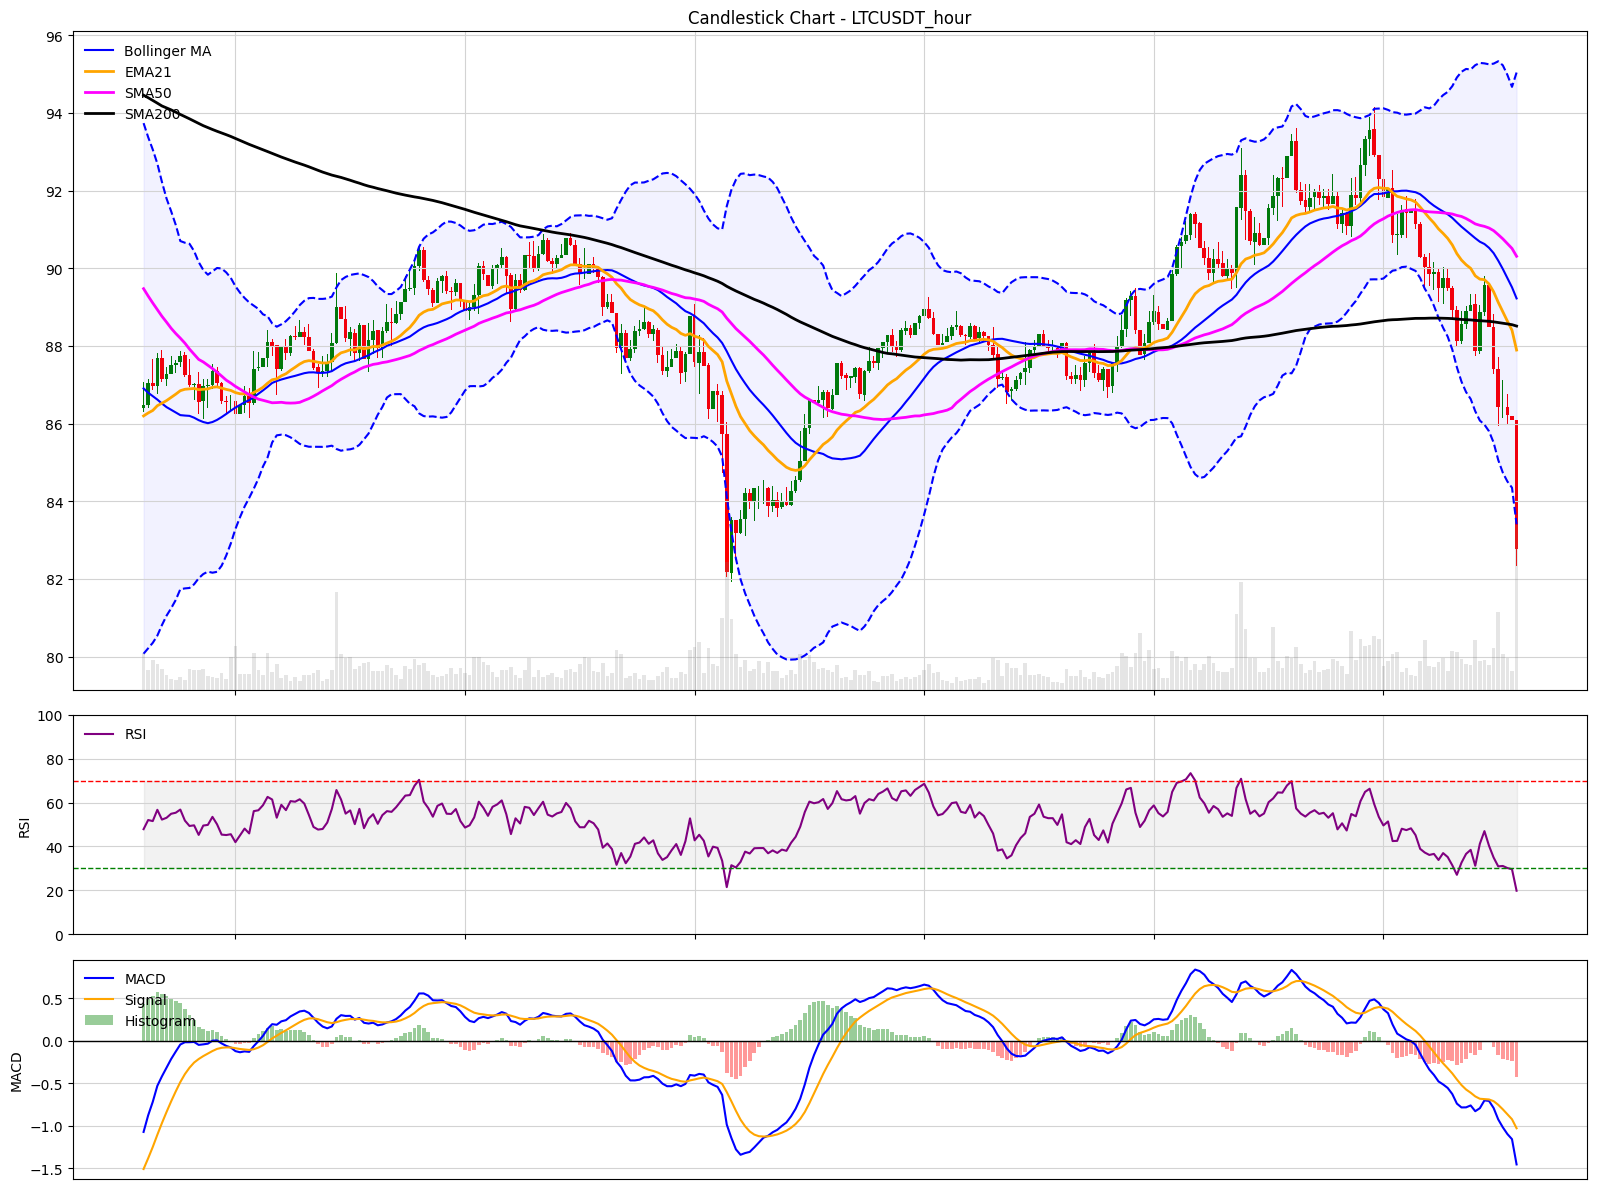 Candlestick Chart - LTCUSDT_hour
96
94
92
90
88
86
84
82
80
Bollinger MA
EMA21
SMA50
SMA200
100
80
60
40
20
0
RSI
RSI
0.5
0.0
−0.5
−1.0
−1.5
MACD
MACD
Signal
Histogram